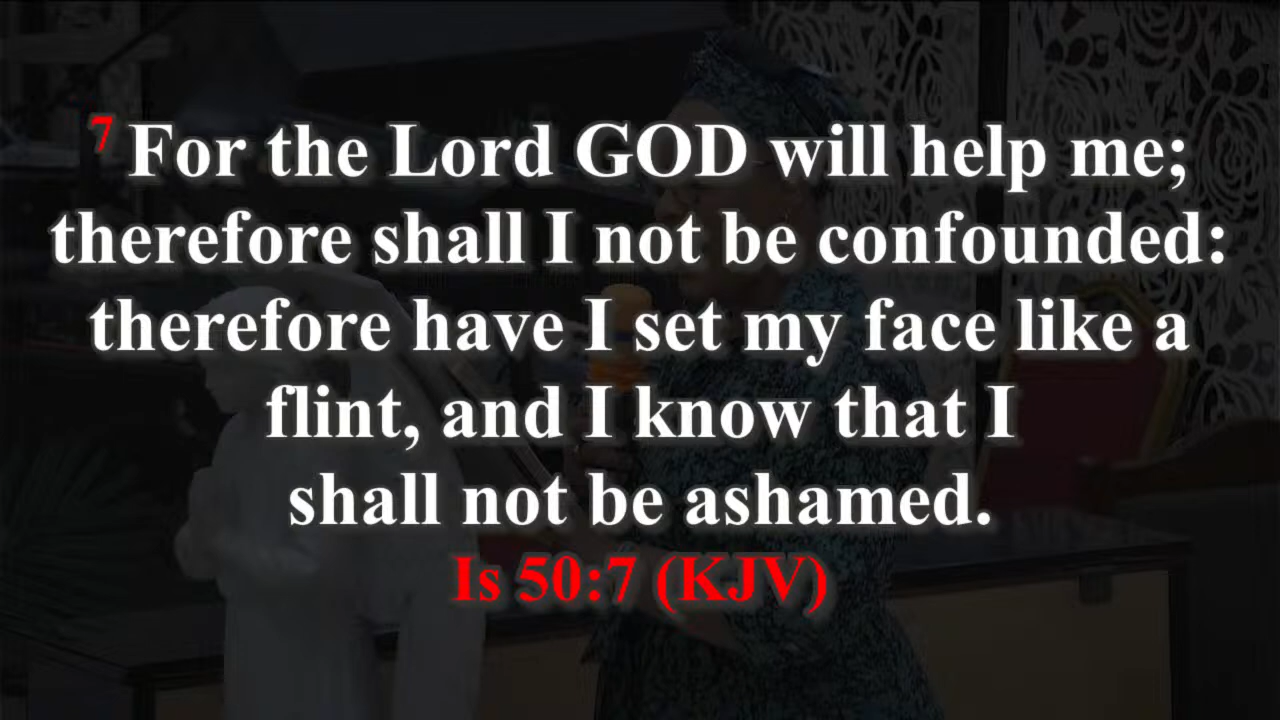 7 For the Lord GOD will help me;
therefore shall I not be confounded:
therefore have I set my face like a
flint, and I know that I
shall not be ashamed.
Is 50:7 (KJV)